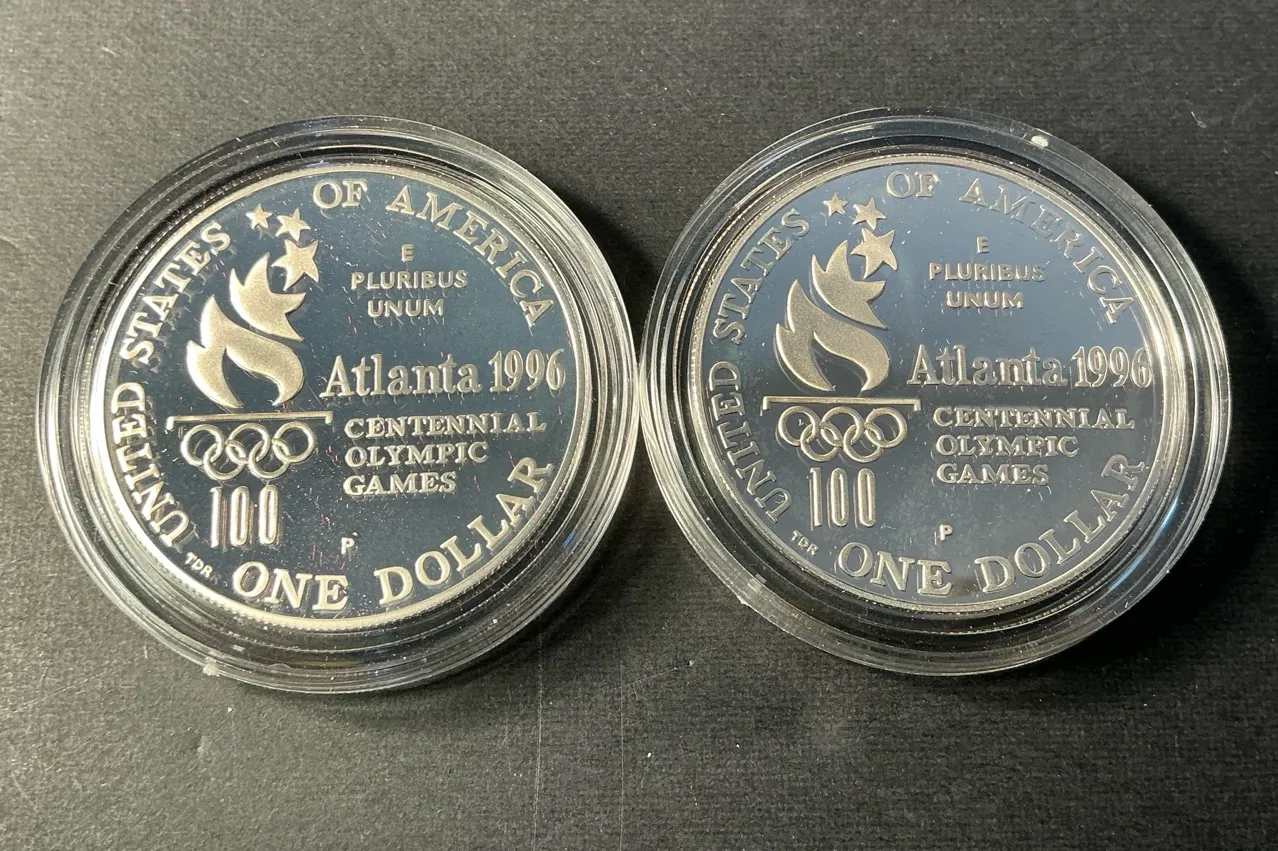 UNITED STATES OF AMERICA
E
PLURIBUS
UNUM
Atlanta 1996
CENTENNIAL
OLYMPIC
GAMES
100
P
TDR
ONE DOLLAR
UNITED STATES OF AMERICA
E
PLURIBUS
UNUM
Atlanta 1996
CENTENNIAL
OLYMPIC
GAMES
100
P
TDR
ONE DOLLAR